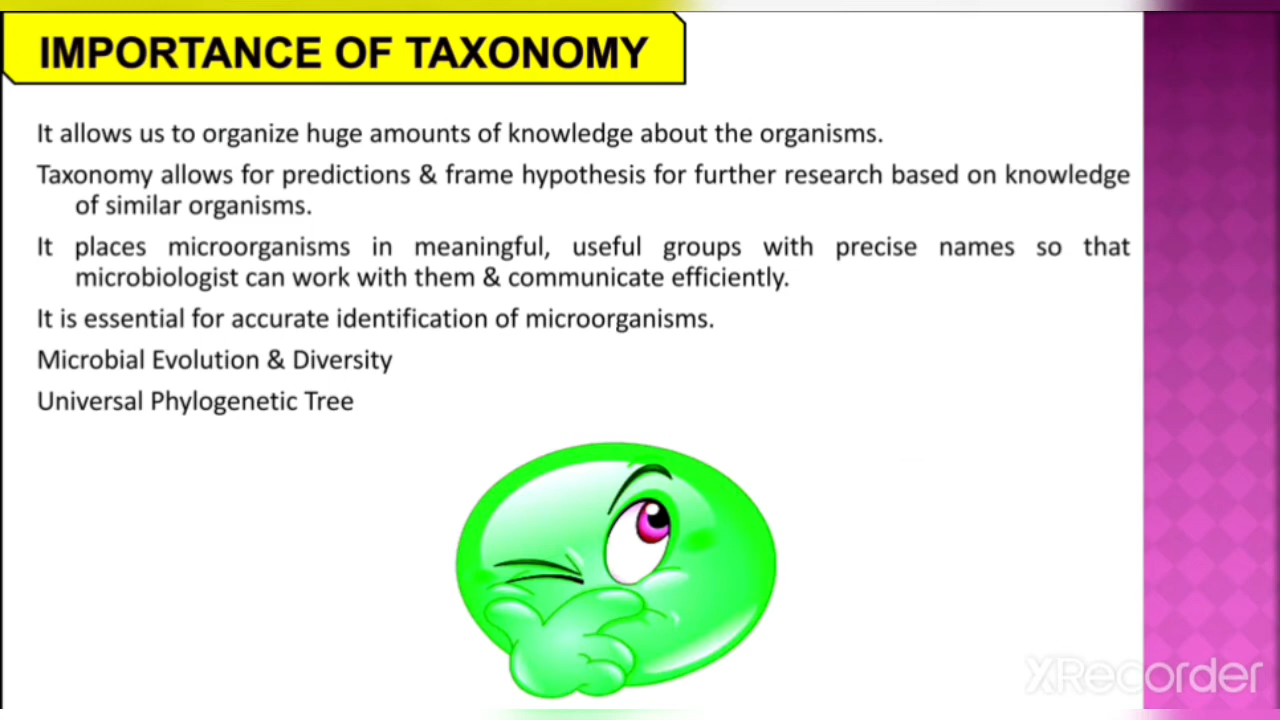 IMPORTANCE OF TAXONOMY
It allows us to organize huge amounts of knowledge about the organisms.
Taxonomy allows for predictions & frame hypothesis for further research based on knowledge
of similar organisms.
It places microorganisms in meaningful, useful groups with precise names so that
microbiologist can work with them & communicate efficiently.
It is essential for accurate identification of microorganisms.
Microbial Evolution & Diversity
Universal Phylogenetic Tree
XRecorder